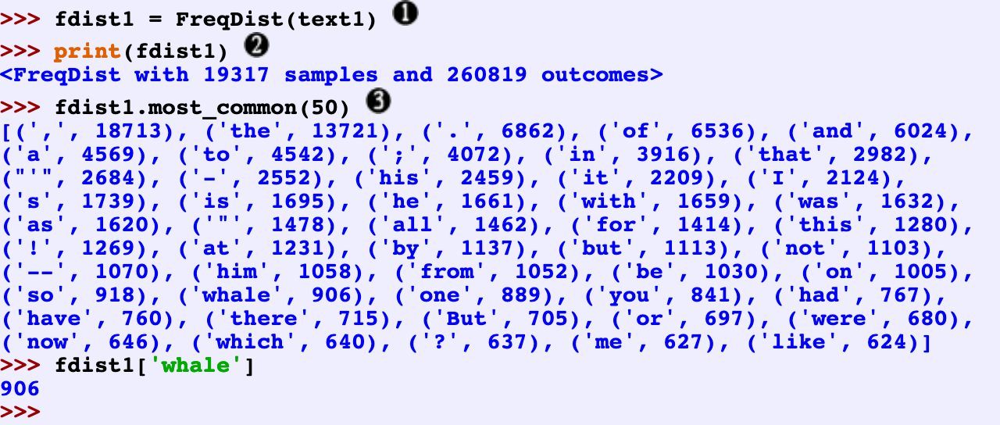 >>> fdist1 = FreqDist(text1) ❶
>>> print(fdist1) ❷
<FreqDist with 19317 samples and 260819 outcomes>
>>> fdist1.most_common(50) ❸
[(',', 18713), ('the', 13721), ('.', 6862), ('of', 6536), ('and', 6024),
('a', 4569), ('to', 4542), (';', 4072), ('in', 3916), ('that', 2982),
("'", 2684), ('-', 2552), ('his', 2459), ('it', 2209), ('I', 2124),
('s', 1739), ('is', 1695), ('he', 1661), ('with', 1659), ('was', 1632),
('as', 1620), ('"', 1478), ('all', 1462), ('for', 1414), ('this', 1280),
('!', 1269), ('at', 1231), ('by', 1137), ('but', 1113), ('not', 1103),
('--', 1070), ('him', 1058), ('from', 1052), ('be', 1030), ('on', 1005),
('so', 918), ('whale', 906), ('one', 889), ('you', 841), ('had', 767),
('have', 760), ('there', 715), ('But', 705), ('or', 697), ('were', 680),
('now', 646), ('which', 640), ('?', 637), ('me', 627), ('like', 624)]
>>> fdist1['whale']
906
>>>